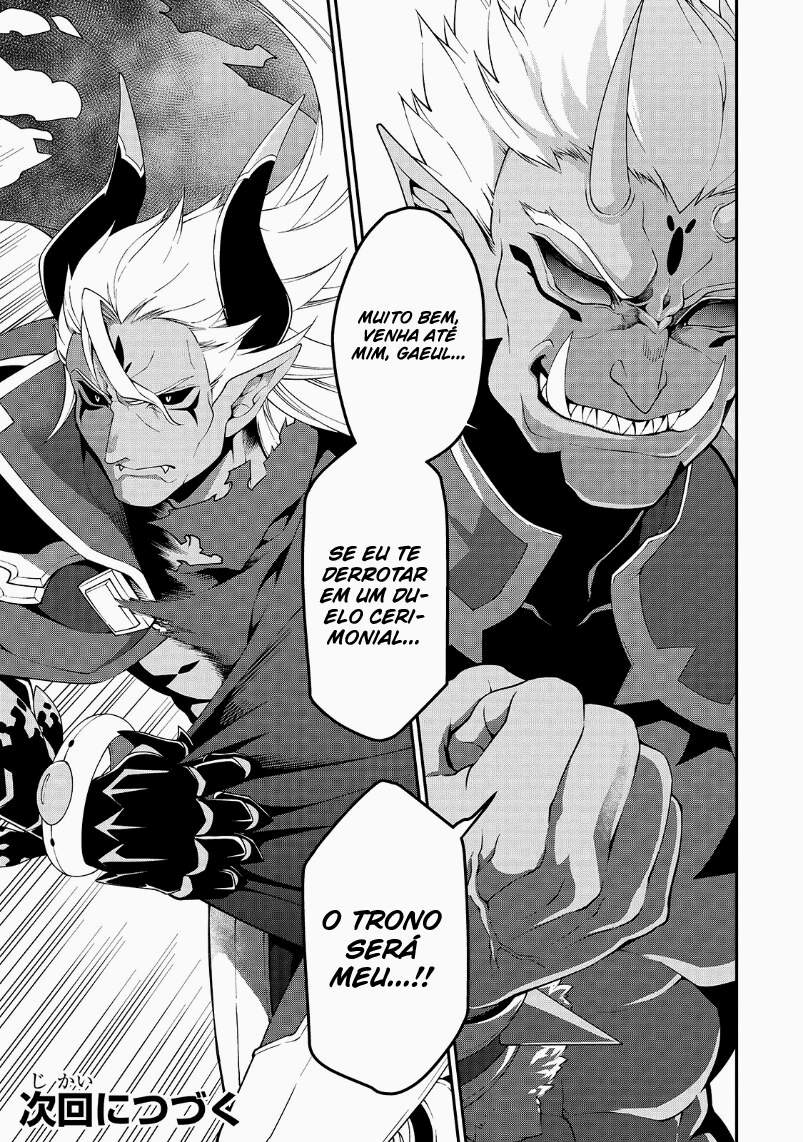 MUITO BEM,
VENHA ATÉ
MIM, GAEUL...
SE EU TE
DERROTAR
EM UM DU-
ELO CERI-
MONIAL...
O TRONO
SERÁ
MEU...!!
じかい
次回につづく